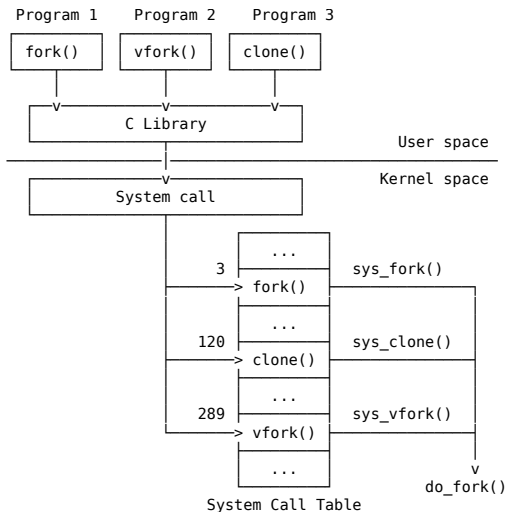 Program 1 Program 2 Program 3
fork() vfork() clone()
v v v
C Library
User space
v
Kernel space
System call
...
3 sys_fork()
> fork()
...
120 sys_clone()
> clone()
...
289 sys_vfork()
> vfork()
... v
do_fork()
System Call Table